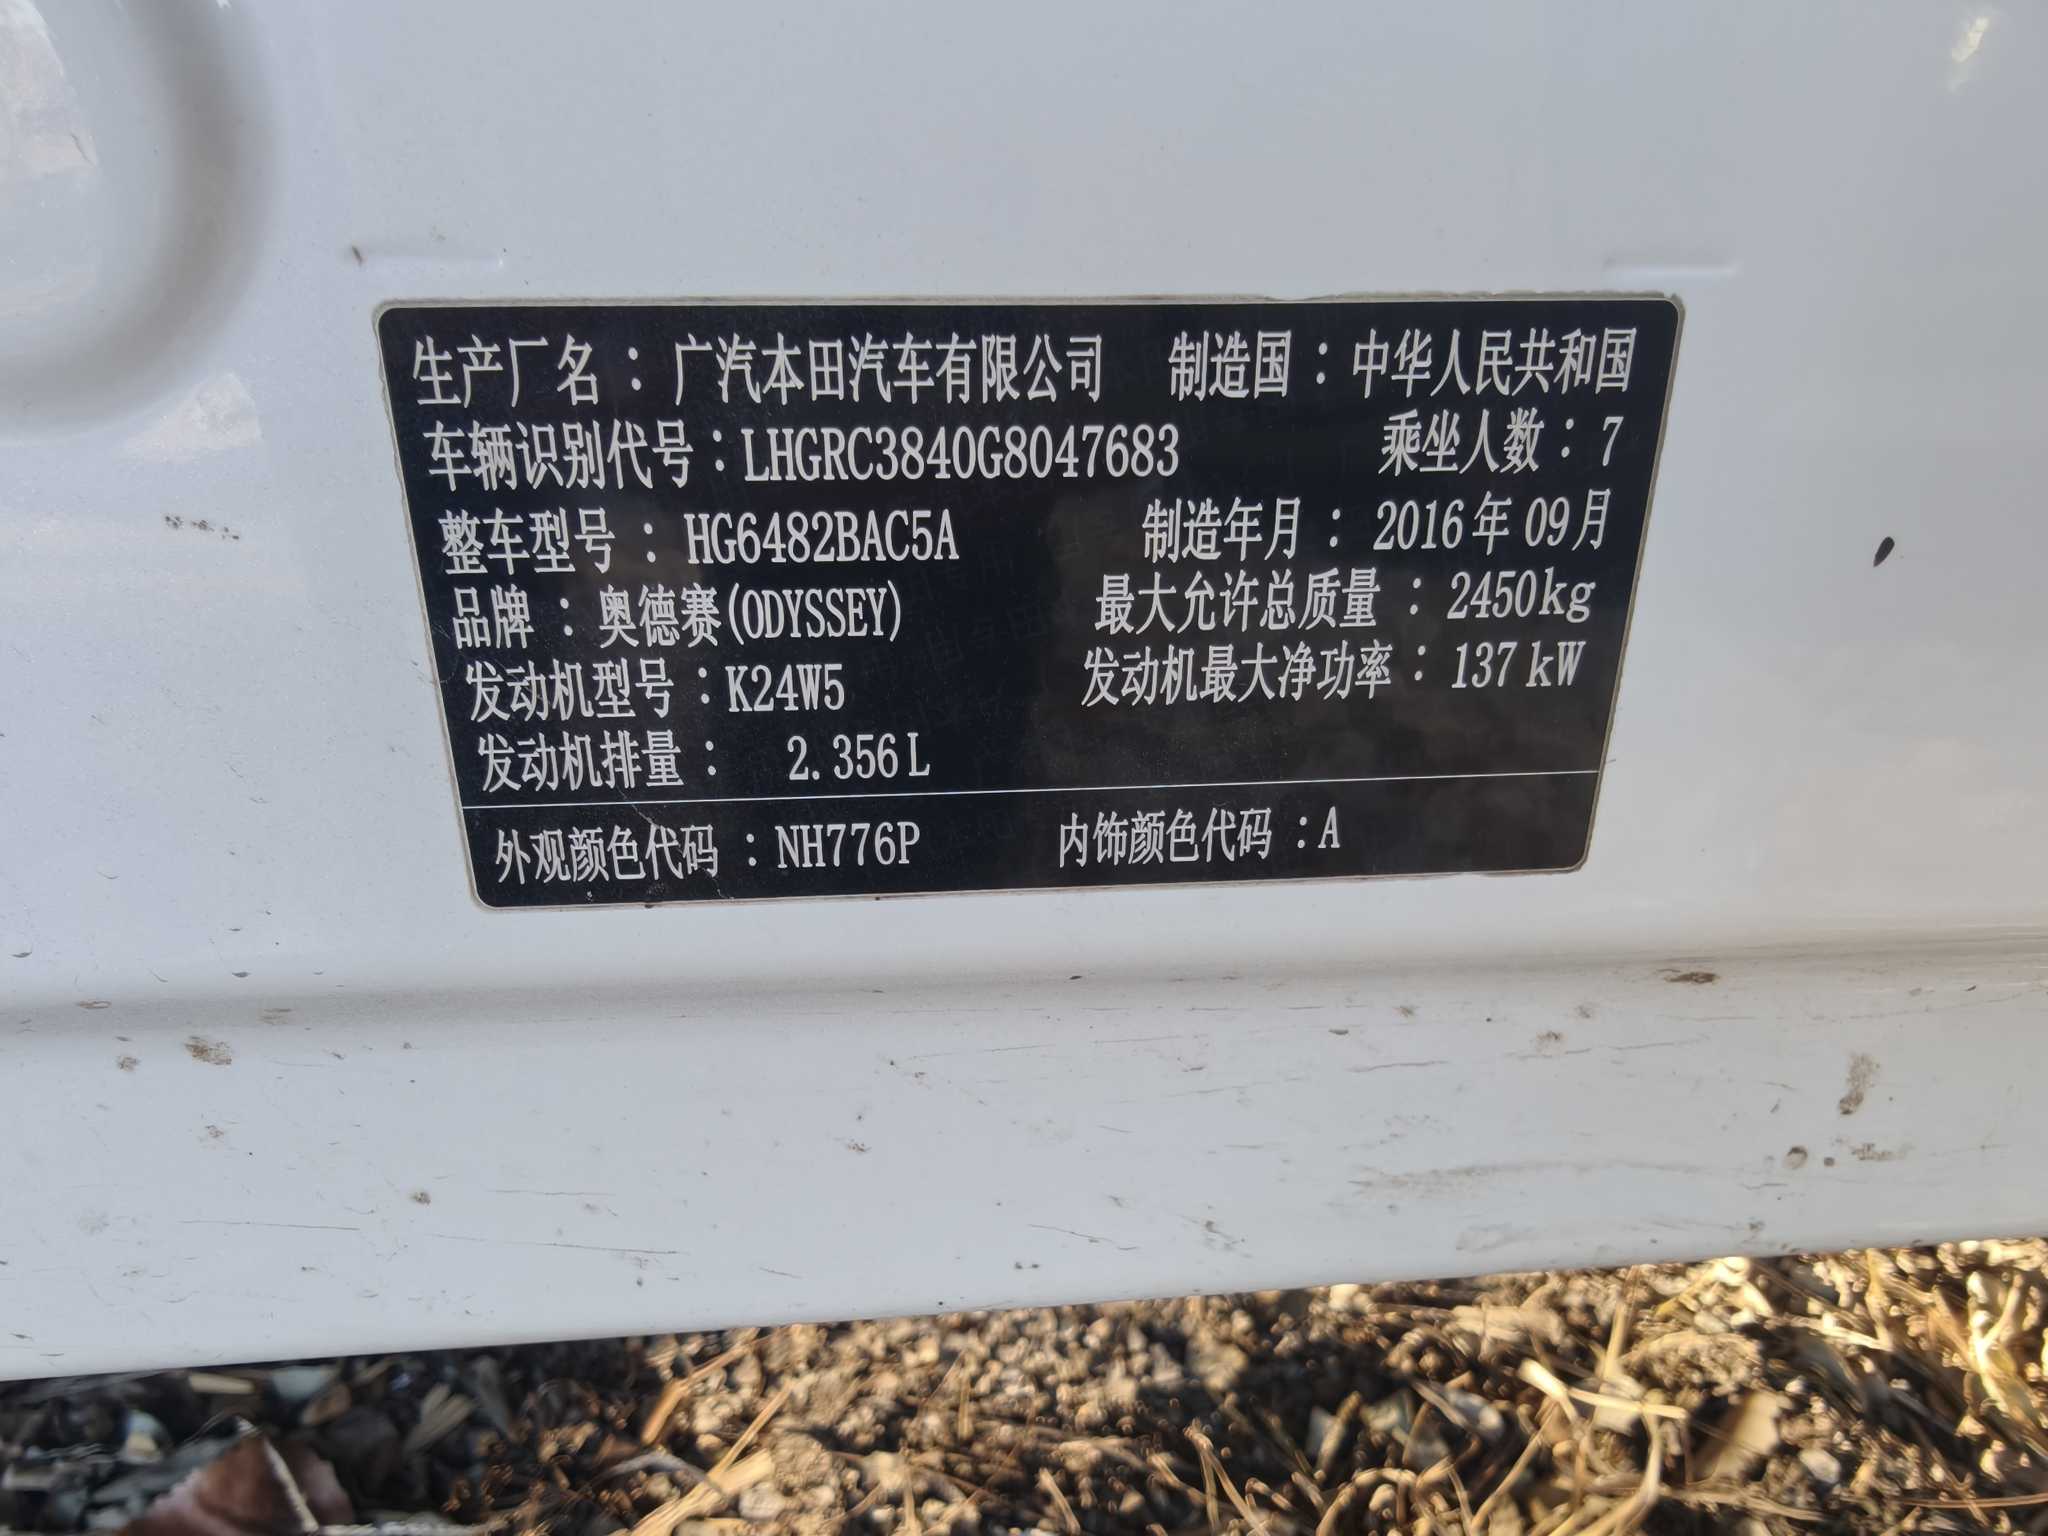 生产厂名：广汽本田汽车有限公司 制造国：中华人民共和国
车辆识别代号：LHGRC3840G8047683 乘坐人数：7
整车型号：HG6482BAC5A 制造年月：2016年09月
品牌：奥德赛(ODYSSEY) 最大允许总质量：2450kg
发动机型号：K24W5 发动机最大净功率：137kW
发动机排量：2.356L
外观颜色代码：NH776P 内饰颜色代码：A